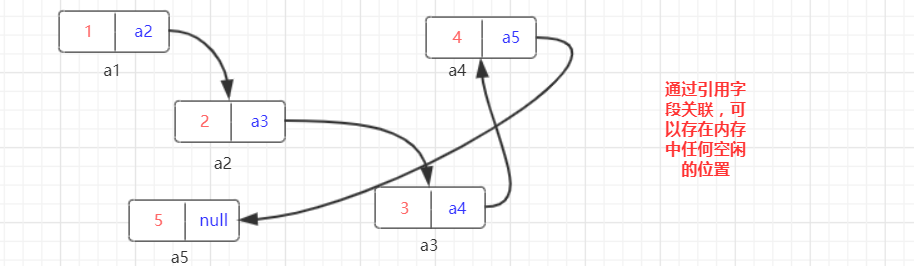 1 a2
a1
2 a3
a2
3 a4
a3
4 a5
a4
5 null
a5
通过引用字
段关联，可
以存在内存
中任何空闲
的位置